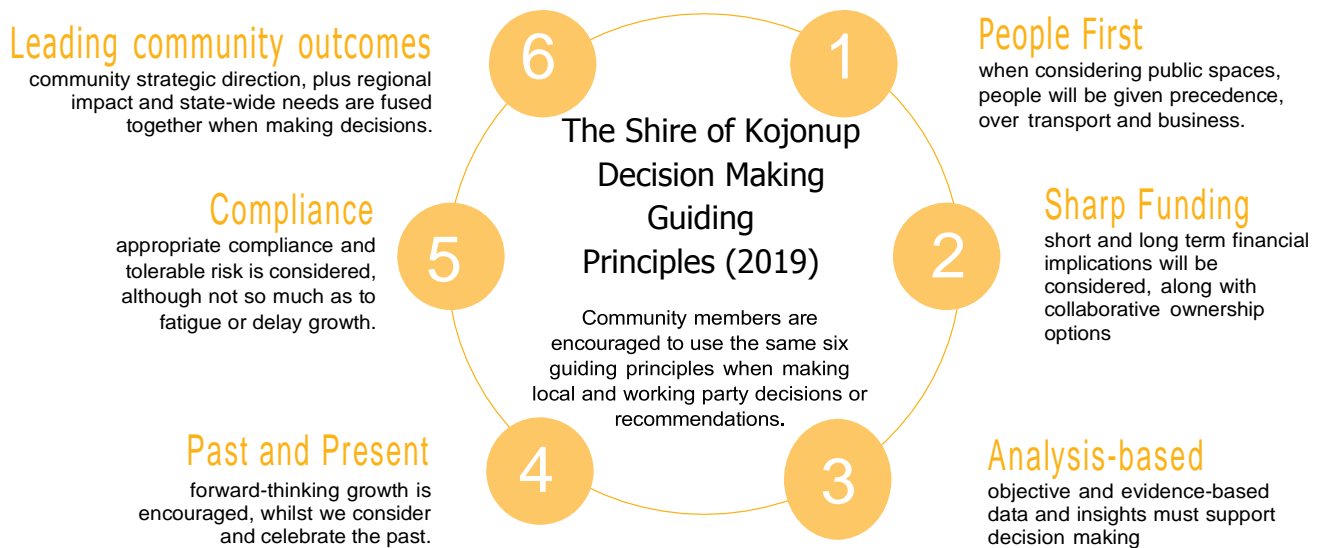 The Shire of Kojonup
Decision Making
Guiding
Principles (2019)
Community members are
encouraged to use the same six
guiding principles when making
local and working party decisions or
recommendations.
1
People First
when considering public spaces,
people will be given precedence,
over transport and business.
2
Sharp Funding
short and long term financial
implications will be
considered, along with
collaborative ownership
options
3
Analysis-based
objective and evidence-based
data and insights must support
decision making
4
Past and Present
forward-thinking growth is
encouraged, whilst we consider
and celebrate the past.
5
Compliance
appropriate compliance and
tolerable risk is considered,
although not so much as to
fatigue or delay growth.
6
Leading community outcomes
community strategic direction, plus regional
impact and state-wide needs are fused
together when making decisions.